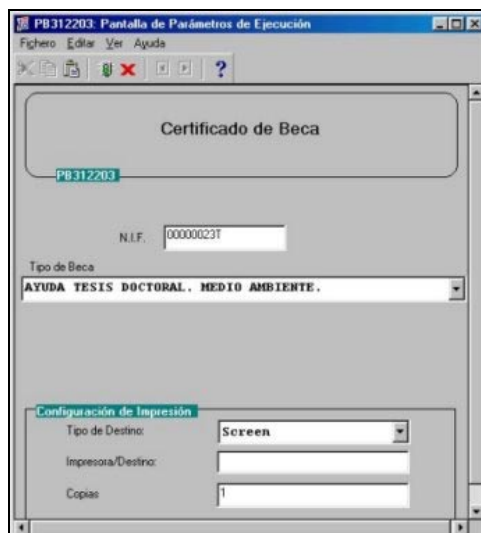 PB312203: Pantalla de Parámetros de Ejecución
Fichero Editar Ver Ayuda
?
Certificado de Beca
PB312203
N.I.F. 00000023T
Tipo de Beca
AYUDA TESIS DOCTORAL. MEDIO AMBIENTE.
Configuración de Impresión
Tipo de Destino: Screen
Impresora/Destino:
Copias 1